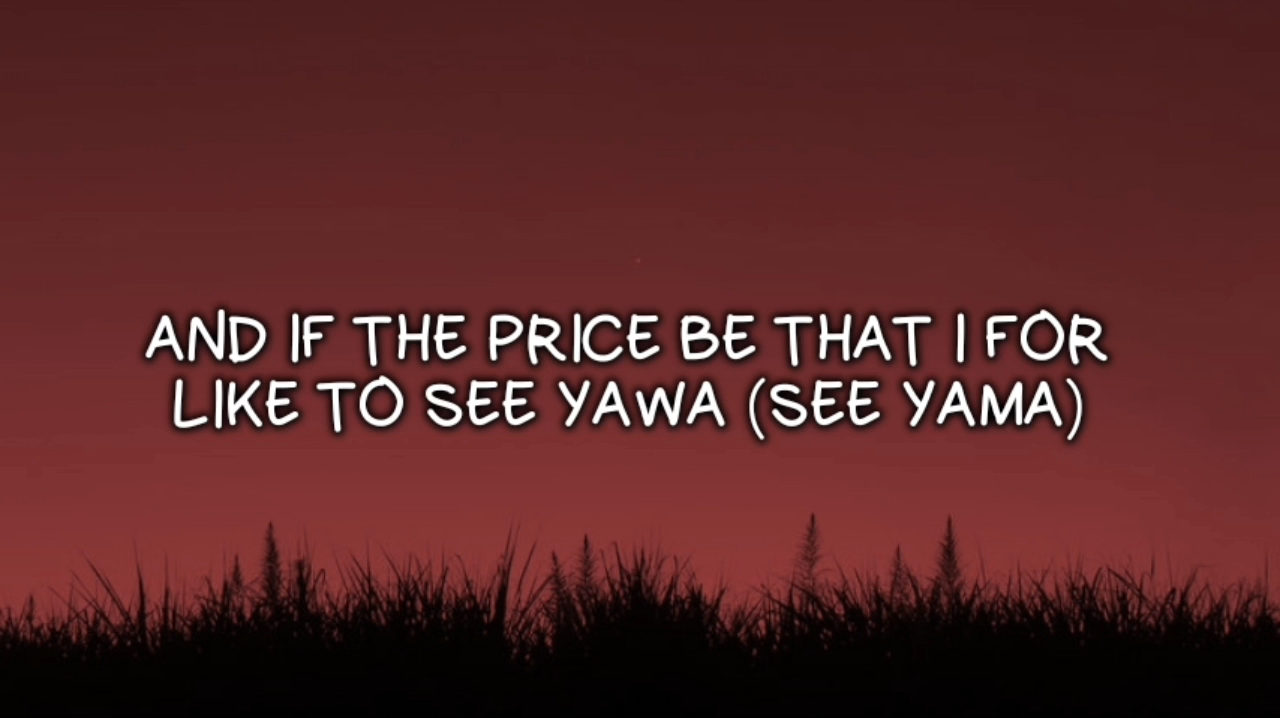 AND IF THE PRICE BE THAT I FOR
LIKE TO SEE YAWA (SEE YAMA)